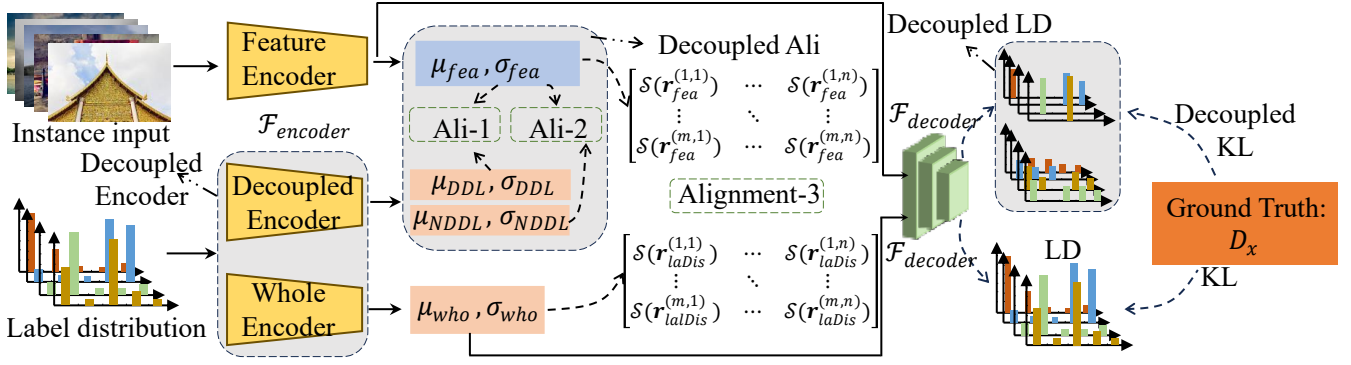 Instance input
Feature
Encoder
ℱ_encoder
Decoupled
Encoder
Decoupled
Encoder
Label distribution
Whole
Encoder
μ_fea, σ_fea
Ali-1
Ali-2
μ_DDL, σ_DDL
μ_NDDL, σ_NDDL
μ_who, σ_who
Decoupled Ali
𝒮(r_fea^(1,1)) ⋯ 𝒮(r_fea^(1,n))
⋮ ⋱ ⋮
𝒮(r_fea^(m,1)) ⋯ 𝒮(r_fea^(m,n))
Alignment-3
𝒮(r_laDis^(1,1)) ⋯ 𝒮(r_laDis^(1,n))
⋮ ⋱ ⋮
𝒮(r_lalDis^(m,1)) ⋯ 𝒮(r_laDis^(m,n))
ℱ_decoder
ℱ_decoder
Decoupled LD
LD
Decoupled
KL
Ground Truth:
D_x
KL